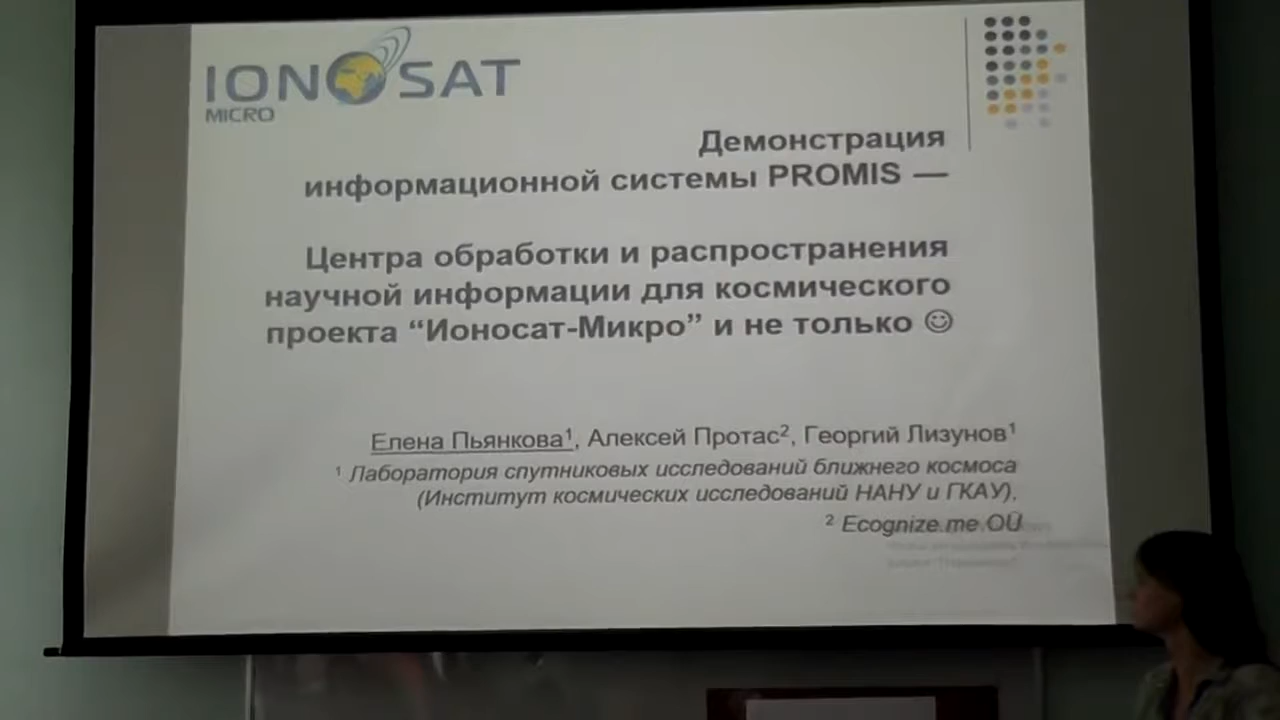 IONOSAT
MICRO
Демонстрация
информационной системы PROMIS —
Центра обработки и распространения
научной информации для космического
проекта “Ионосат-Микро” и не только ☺
Елена Пьянкова¹, Алексей Протас², Георгий Лизунов¹
¹ Лаборатория спутниковых исследований ближнего космоса
(Институт космических исследований НАНУ и ГКАУ),
² Ecognize.me OÜ